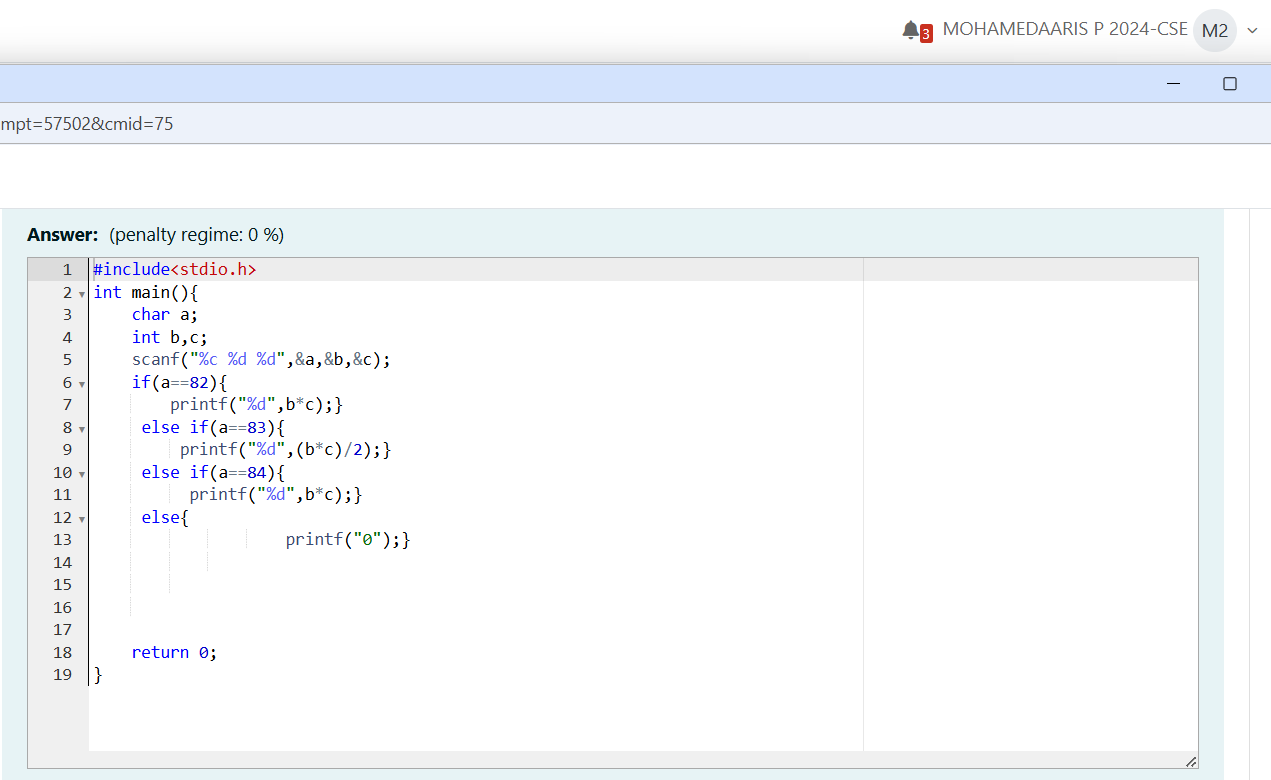 3 MOHAMEDAARIS P 2024-CSE M2
mpt=57502&cmid=75
Answer: (penalty regime: 0 %)
1 #include<stdio.h>
2 int main(){
3     char a;
4     int b,c;
5     scanf("%c %d %d",&a,&b,&c);
6     if(a==82){
7         printf("%d",b*c);}
8      else if(a==83){
9          printf("%d",(b*c)/2);}
10      else if(a==84){
11           printf("%d",b*c);}
12      else{
13                     printf("0");}
14
15
16
17
18     return 0;
19 }